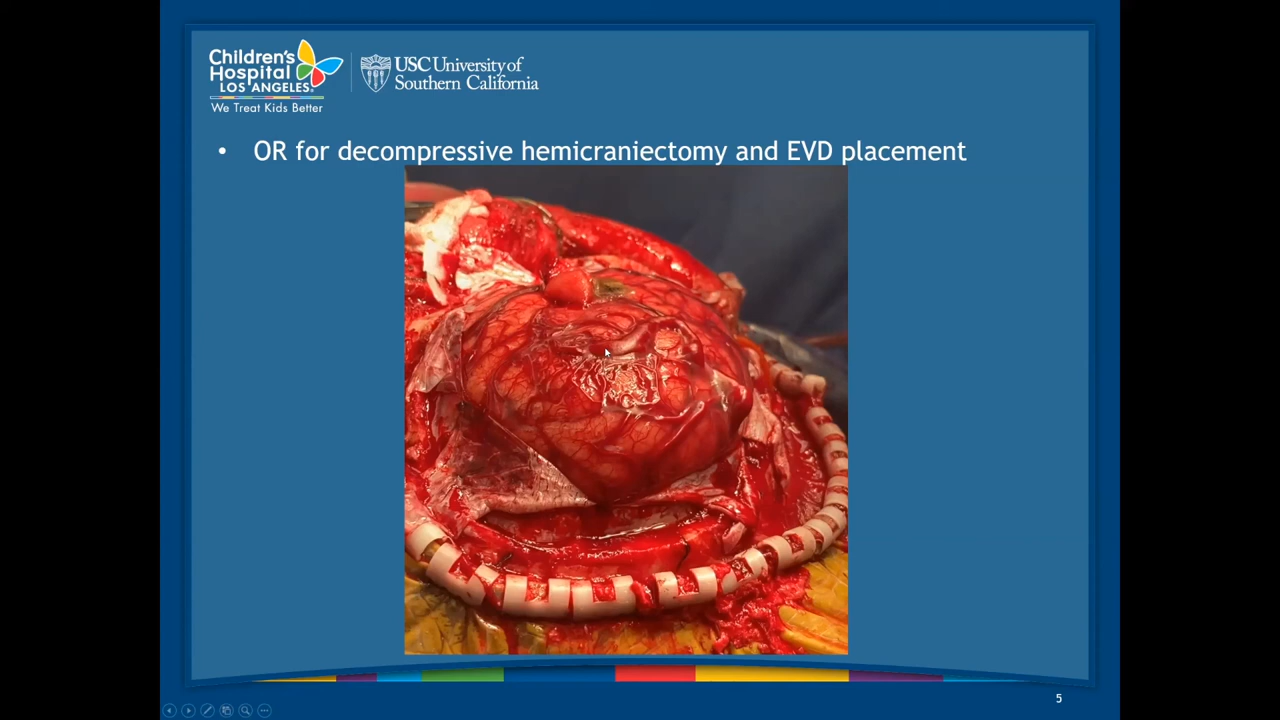 Children's
Hospital
LOS ANGELES®
We Treat Kids Better
USC University of
Southern California
• OR for decompressive hemicraniectomy and EVD placement
5